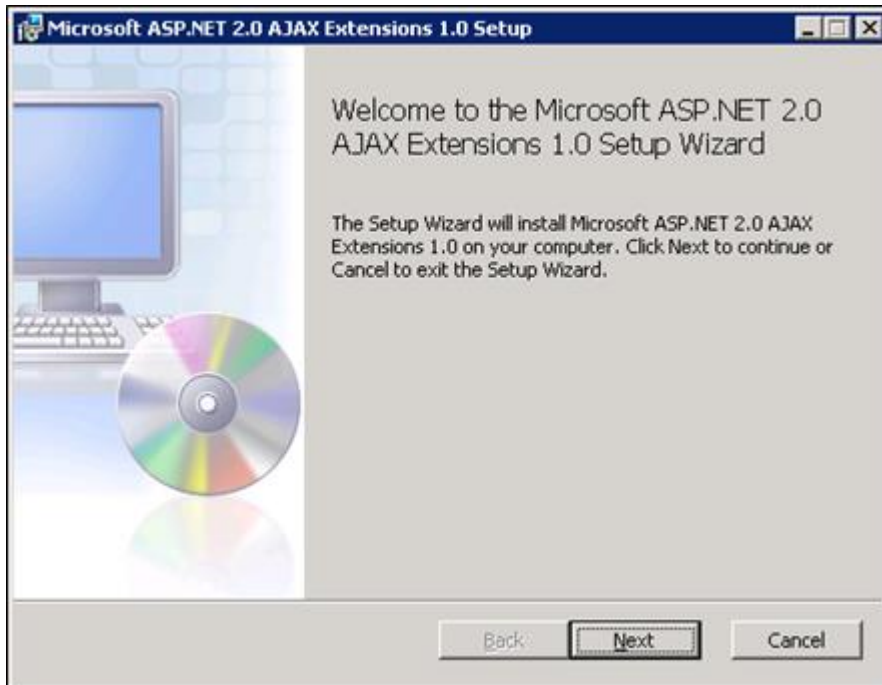 Microsoft ASP.NET 2.0 AJAX Extensions 1.0 Setup
Welcome to the Microsoft ASP.NET 2.0
AJAX Extensions 1.0 Setup Wizard
The Setup Wizard will install Microsoft ASP.NET 2.0 AJAX
Extensions 1.0 on your computer. Click Next to continue or
Cancel to exit the Setup Wizard.
Back Next Cancel